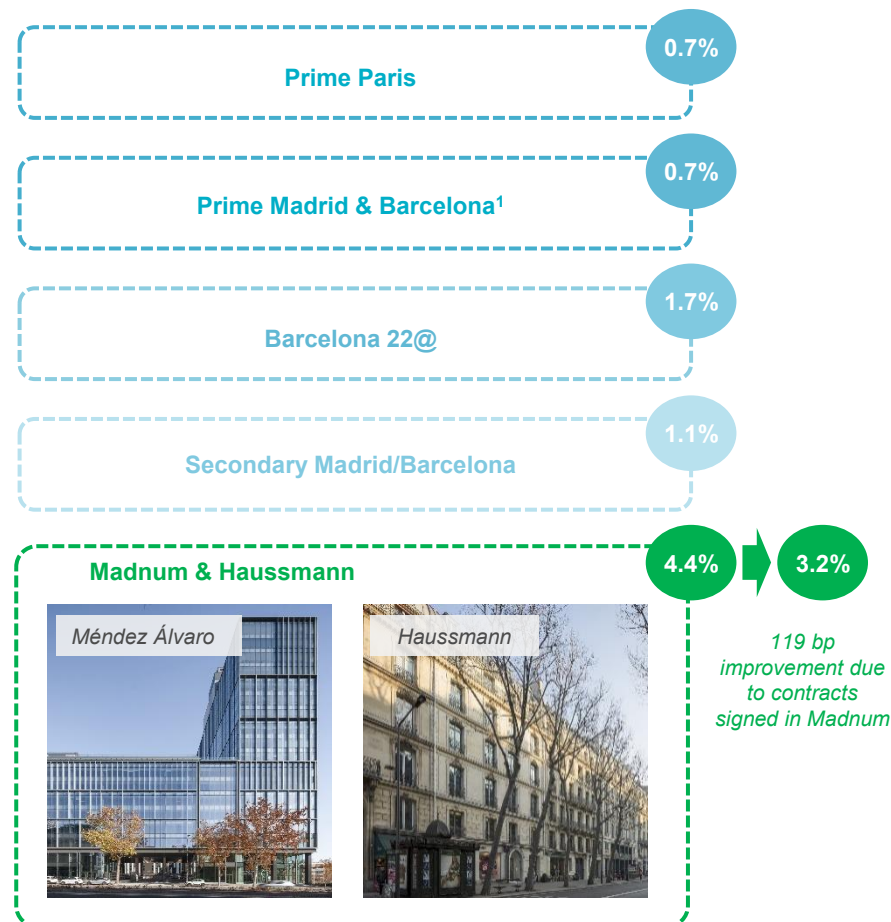 0.7%
Prime Paris
0.7%
Prime Madrid & Barcelona¹
1.7%
Barcelona 22@
1.1%
Secondary Madrid/Barcelona
Madnum & Haussmann
4.4%
3.2%
Méndez Álvaro
Haussmann
119 bp
improvement due
to contracts
signed in Madnum